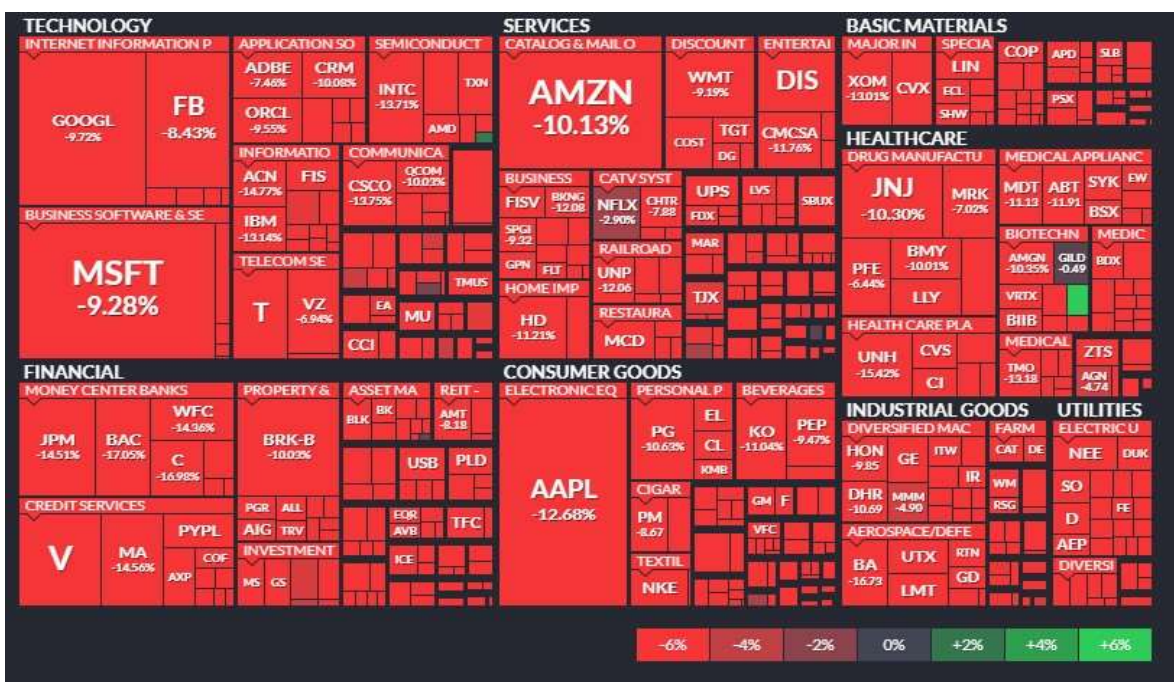 TECHNOLOGY
INTERNET INFORMATION P
GOOGL
-9.72%
FB
-8.43%
BUSINESS SOFTWARE & SE
MSFT
-9.28%
APPLICATION SO
ADBE
-7.46%
CRM
-10.08%
ORCL
-9.55%
SEMICONDUCT
INTC
-13.71%
TXN
AMD
INFORMATIO
ACN
-14.77%
FIS
IBM
-13.14%
COMMUNICA
CSCO
-13.75%
QCOM
-10.03%
TELECOM SE
T
VZ
-6.94%
TMUS
EA
MU
CCI
SERVICES
CATALOG & MAIL O
AMZN
-10.13%
DISCOUNT
WMT
-9.19%
COST
TGT
DG
ENTERTAI
DIS
CMCSA
-11.76%
BUSINESS
FISV
BKNG
-12.08
SPGI
-9.32
GPN
FLT
CATV SYST
NFLX
-2.90%
CHTR
-7.88
RAILROAD
UNP
-12.06
HOME IMP
HD
-11.21%
RESTAURA
MCD
UPS
LVS
SBUX
FDX
MAR
TJX
BASIC MATERIALS
MAJOR IN
XOM
-13.01%
CVX
SPECIA
LIN
ECL
SHW
COP
APD
SLB
PSX
HEALTHCARE
DRUG MANUFACTU
JNJ
-10.30%
MRK
-7.02%
PFE
-6.44%
BMY
-10.01%
LLY
MEDICAL APPLIANC
MDT
-11.13
ABT
-11.91
SYK
EW
BSX
BIOTECHN
AMGN
-10.35%
GILD
-0.49
VRTX
BIIB
MEDIC
BDX
HEALTH CARE PLA
UNH
-15.42%
CVS
CI
MEDICAL
TMO
-13.18
ZTS
AGN
-4.74
FINANCIAL
MONEY CENTER BANKS
JPM
-14.51%
BAC
-17.05%
WFC
-14.36%
C
-16.98%
CREDIT SERVICES
V
MA
-14.56%
PYPL
AXP
COF
PROPERTY &
BRK-B
-10.03%
PGR
ALL
AIG
TRV
INVESTMENT
MS
GS
ASSET MA
BLK
BK
REIT -
AMT
-8.18
USB
PLD
EQR
AVB
TFC
ICE
CONSUMER GOODS
ELECTRONIC EQ
AAPL
-12.68%
PERSONAL P
PG
-10.63%
EL
CL
KMB
BEVERAGES
KO
-11.04%
PEP
-9.47%
CIGAR
PM
-8.67
TEXTIL
NKE
GM
F
VFC
INDUSTRIAL GOODS
DIVERSIFIED MAC
HON
-9.85
GE
ITW
IR
DHR
-10.69
MMM
-4.90
FARM
CAT
DE
WM
RSG
AEROSPACE/DEFE
BA
-16.73
UTX
RTN
LMT
GD
UTILITIES
ELECTRIC U
NEE
DUK
SO
D
FE
AEP
DIVERSI
-6%
-4%
-2%
0%
+2%
+4%
+6%